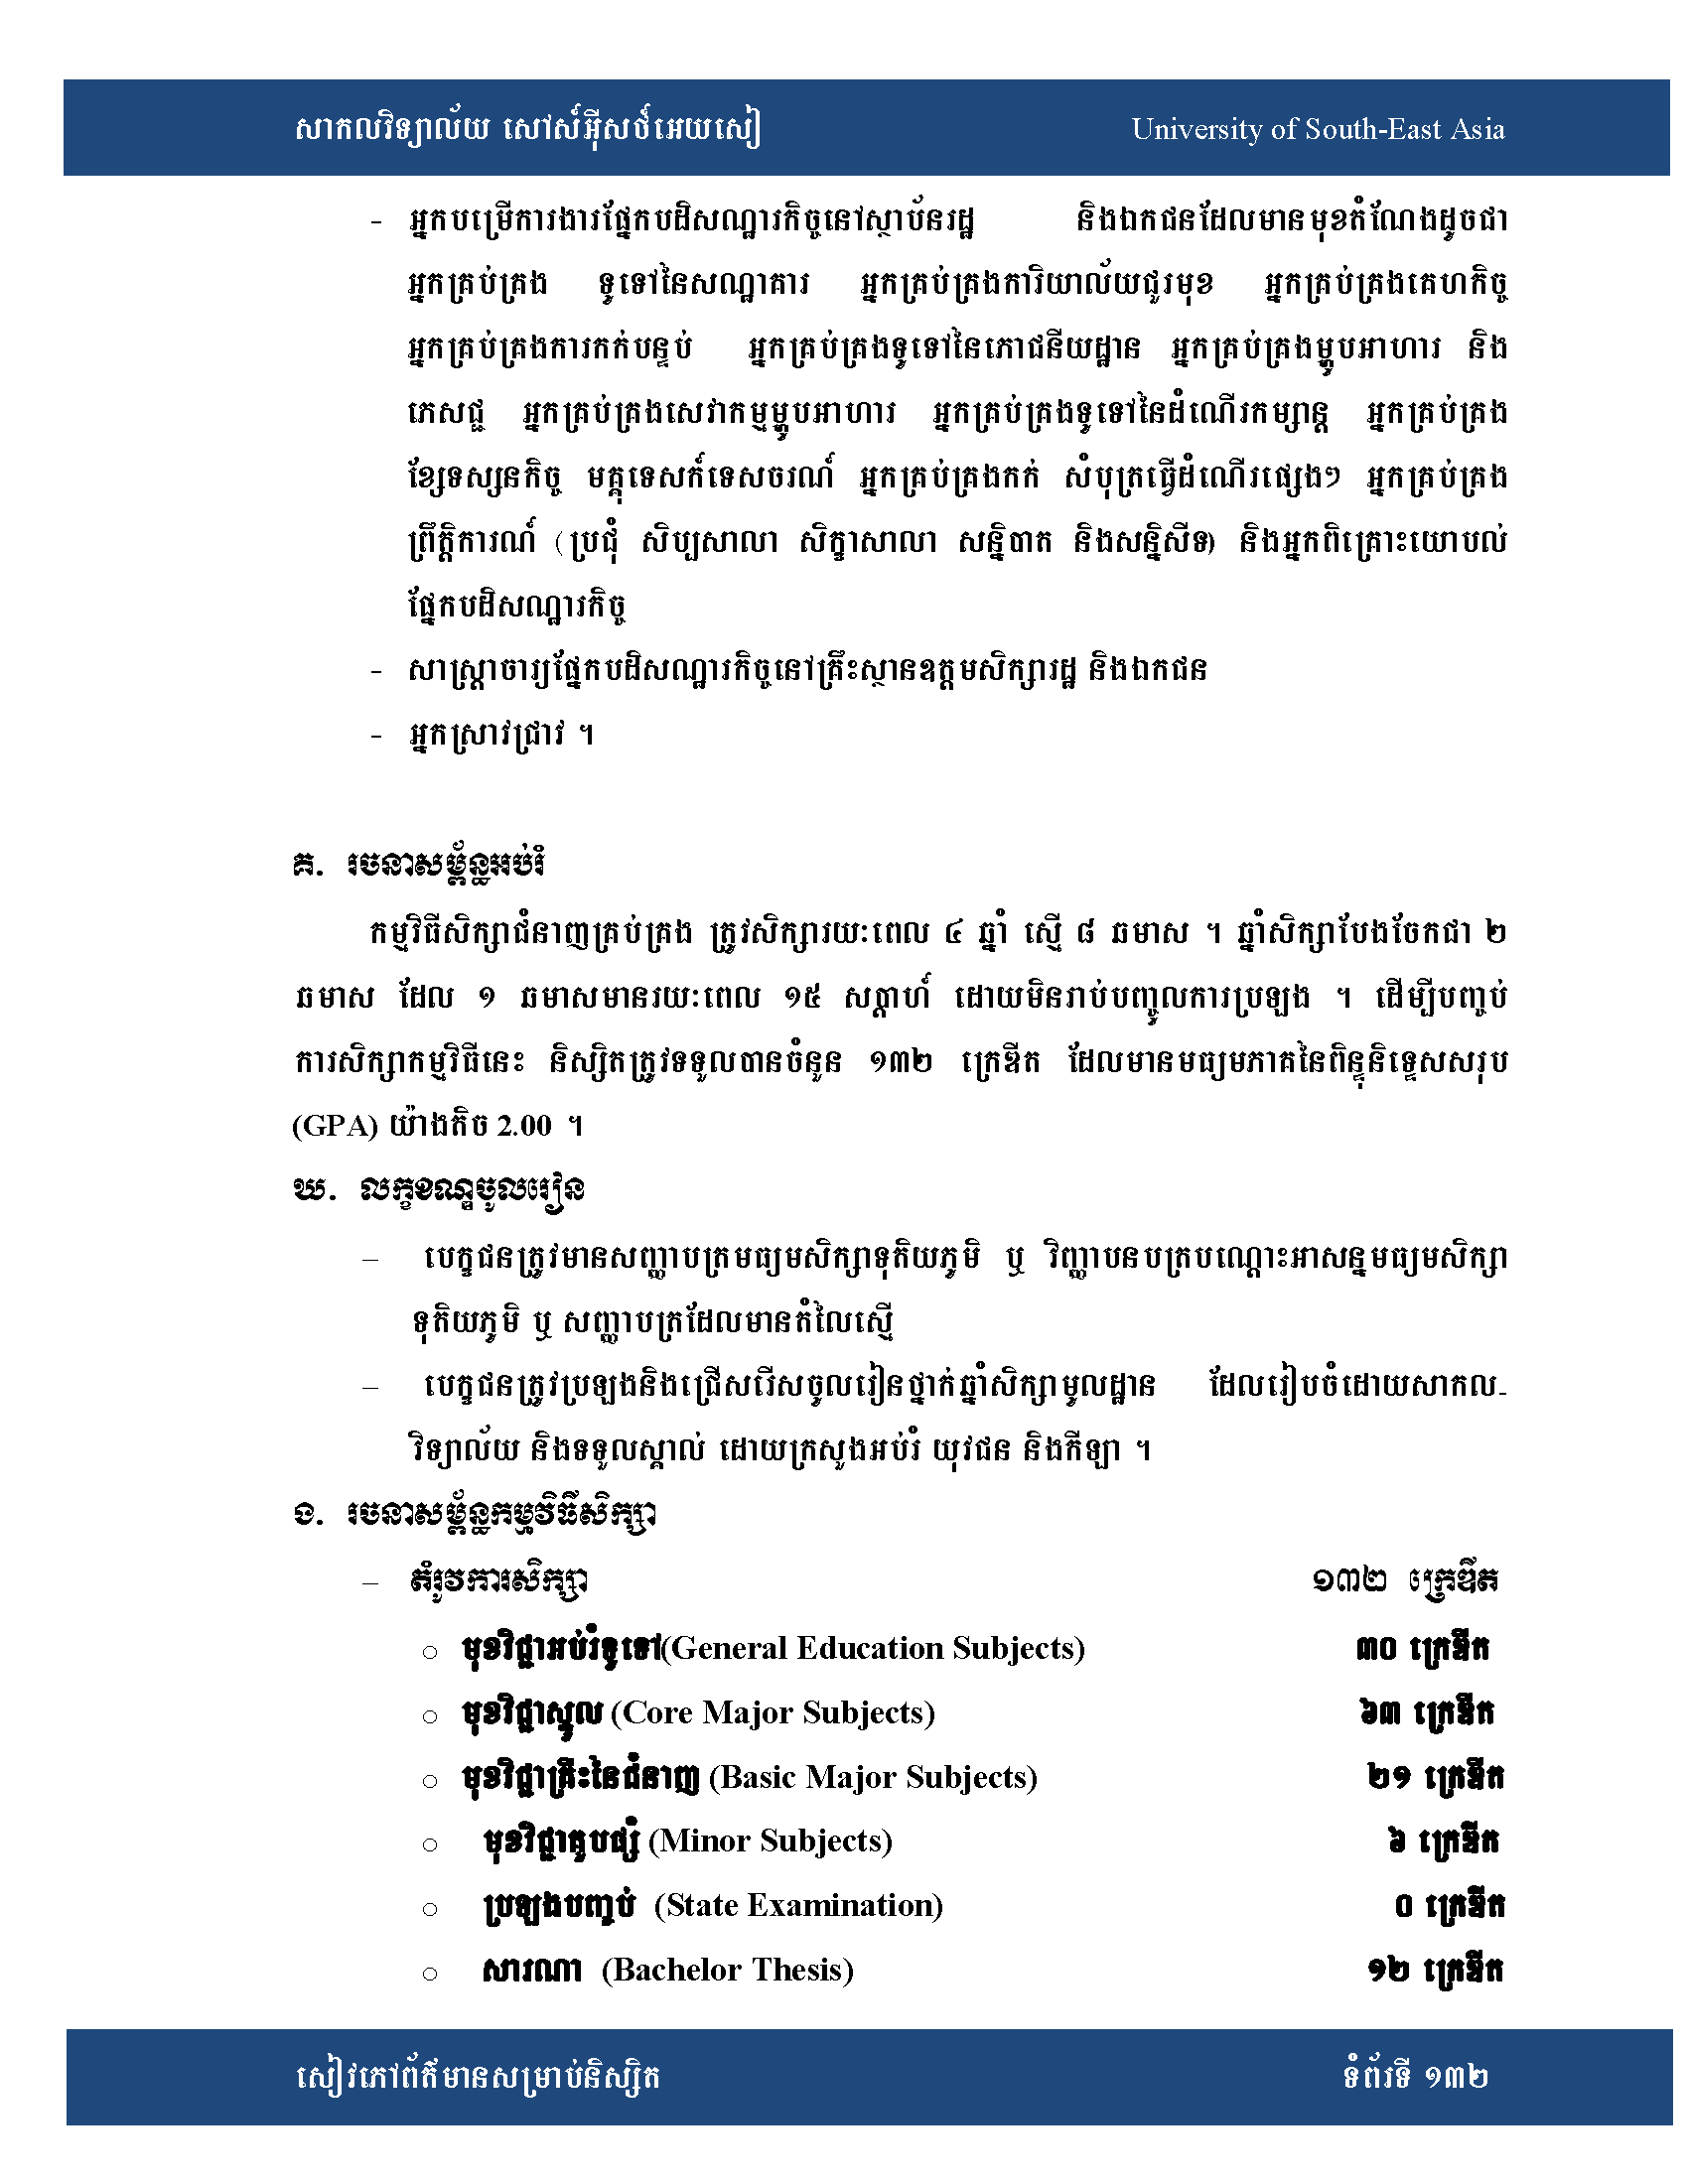 សាកលវិទ្យាល័យ សៅស៍អ៊ីសថ៍អេយសៀ University of South-East Asia
- អ្នកបម្រើការងារផ្នែកបដិសណ្ឋារកិច្ចនៅស្ថាប័នរដ្ឋ និងឯកជនដែលមានមុខតំណែងដូចជា
អ្នកគ្រប់គ្រង ទូទៅនៃសណ្ឋាគារ អ្នកគ្រប់គ្រងការិយាល័យជួរមុខ អ្នកគ្រប់គ្រងគេហកិច្ច
អ្នកគ្រប់គ្រងការកក់បន្ទប់ អ្នកគ្រប់គ្រងទូទៅនៃភោជនីយដ្ឋាន អ្នកគ្រប់គ្រងម្ហូបអាហារ និង
ភេសជ្ជ អ្នកគ្រប់គ្រងសេវាកម្មម្ហូបអាហារ អ្នកគ្រប់គ្រងទូទៅនៃដំណើរកម្សាន្ត អ្នកគ្រប់គ្រង
ខ្សែទស្សនកិច្ច មគ្គុទេសក៍ទេសចរណ៍ អ្នកគ្រប់គ្រងកក់ សំបុត្រធ្វើដំណើរផ្សេងៗ អ្នកគ្រប់គ្រង
ព្រឹត្តិការណ៍ (ប្រជុំ សិប្បសាលា សិក្ខាសាលា សន្និបាត និងសន្និសីទ) និងអ្នកពិគ្រោះយោបល់
ផ្នែកបដិសណ្ឋារកិច្ច
- សាស្ត្រាចារ្យផ្នែកបដិសណ្ឋារកិច្ចនៅគ្រឹះស្ថានឧត្តមសិក្សារដ្ឋ និងឯកជន
- អ្នកស្រាវជ្រាវ ។
គ. រចនាសម្ព័ន្ធអប់រំ
កម្មវិធីសិក្សាជំនាញគ្រប់គ្រង ត្រូវសិក្សារយៈពេល ៤ ឆ្នាំ ស្មើ ៨ ឆមាស ។ ឆ្នាំសិក្សាបែងចែកជា ២
ឆមាស ដែល ១ ឆមាសមានរយៈពេល ១៥ សប្តាហ៍ ដោយមិនរាប់បញ្ចូលការប្រឡង ។ ដើម្បីបញ្ចប់
ការសិក្សាកម្មវិធីនេះ និស្សិតត្រូវទទួលបានចំនួន ១៣២ ក្រេឌីត ដែលមានមធ្យមភាគនៃពិន្ទុនិទ្ទេសសរុប
(GPA) យ៉ាងតិច 2.00 ។
ឃ. លក្ខខណ្ឌចូលរៀន
– បេក្ខជនត្រូវមានសញ្ញាបត្រមធ្យមសិក្សាទុតិយភូមិ ឬ វិញ្ញាបនបត្របណ្តោះអាសន្នមធ្យមសិក្សា
ទុតិយភូមិ ឬ សញ្ញាបត្រដែលមានតំលៃស្មើ
– បេក្ខជនត្រូវប្រឡងនិងជ្រើសរើសចូលរៀនថ្នាក់ឆ្នាំសិក្សាមូលដ្ឋាន ដែលរៀបចំដោយសាកល-
វិទ្យាល័យ និងទទួលស្គាល់ ដោយក្រសួងអប់រំ យុវជន និងកីឡា ។
ង. រចនាសម្ព័ន្ធកម្មវិធីសិក្សា
– តំរូវការសិក្សា ១៣២ ក្រេឌីត
○ មុខវិជ្ជាអប់រំទូទៅ(General Education Subjects) ៣០ ក្រេឌីត
○ មុខវិជ្ជាស្នូល (Core Major Subjects) ៦៣ ក្រេឌីត
○ មុខវិជ្ជាគ្រឹះនៃជំនាញ (Basic Major Subjects) ២១ ក្រេឌីត
○ មុខវិជ្ជាគួបផ្សំ (Minor Subjects) ៦ ក្រេឌីត
○ ប្រឡងបញ្ចប់ (State Examination) ០ ក្រេឌីត
○ សារណា (Bachelor Thesis) ១២ ក្រេឌីត
សៀវភៅព័ត៌មានសម្រាប់និស្សិត ទំព័រទី ១៣២